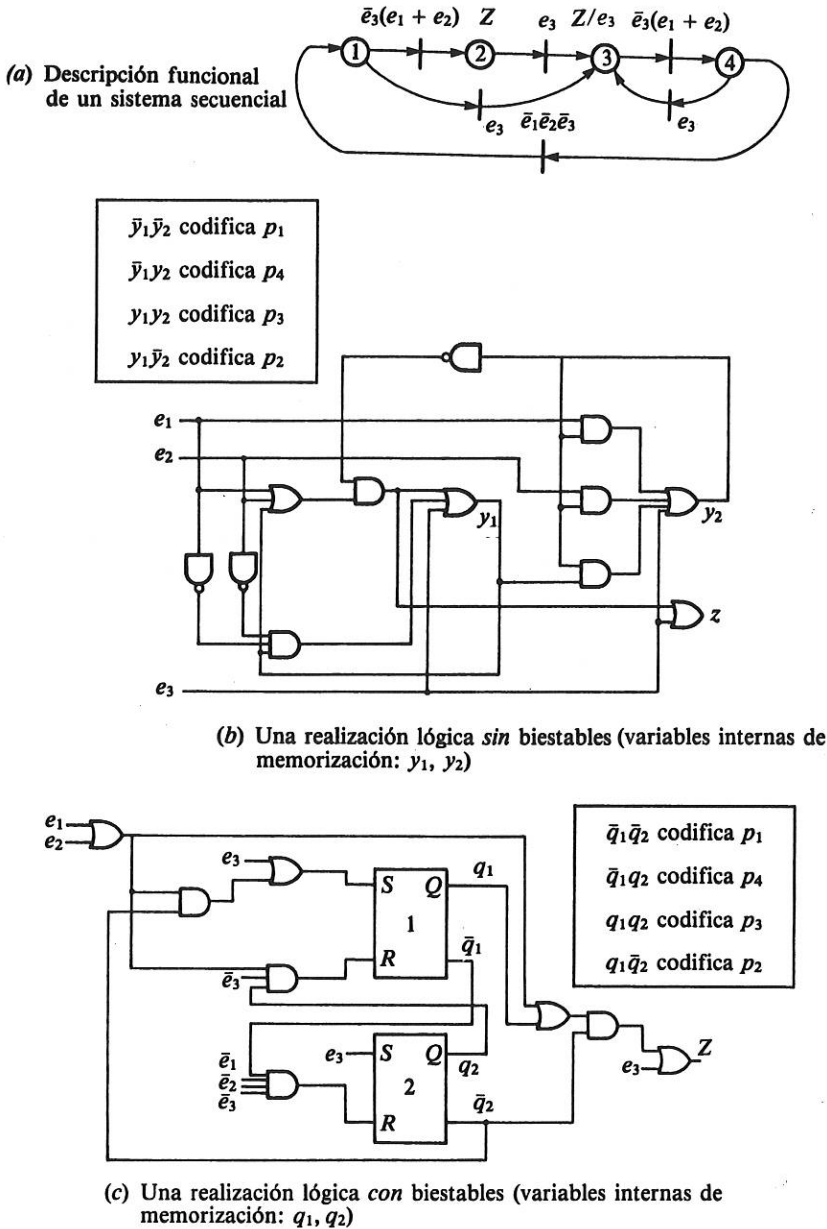 ē₃(e₁ + e₂) Z e₃ Z/e₃ ē₃(e₁ + e₂)
1 2 3 4
(a) Descripción funcional
de un sistema secuencial
e₃ ē₁ē₂ē₃ e₃
ȳ₁ȳ₂ codifica p₁
ȳ₁y₂ codifica p₄
y₁y₂ codifica p₃
y₁ȳ₂ codifica p₂
e₁
e₂
y₁ y₂
z
e₃
(b) Una realización lógica sin biestables (variables internas de
memorización: y₁, y₂)
e₁
e₂
e₃ S Q q₁
1
R q̄₁
ē₃
q̄₁q̄₂ codifica p₁
q̄₁q₂ codifica p₄
q₁q₂ codifica p₃
q₁q̄₂ codifica p₂
e₃ S Q q₂
2
R q̄₂
ē₁
ē₂
ē₃
e₃ Z
(c) Una realización lógica con biestables (variables internas de
memorización: q₁, q₂)